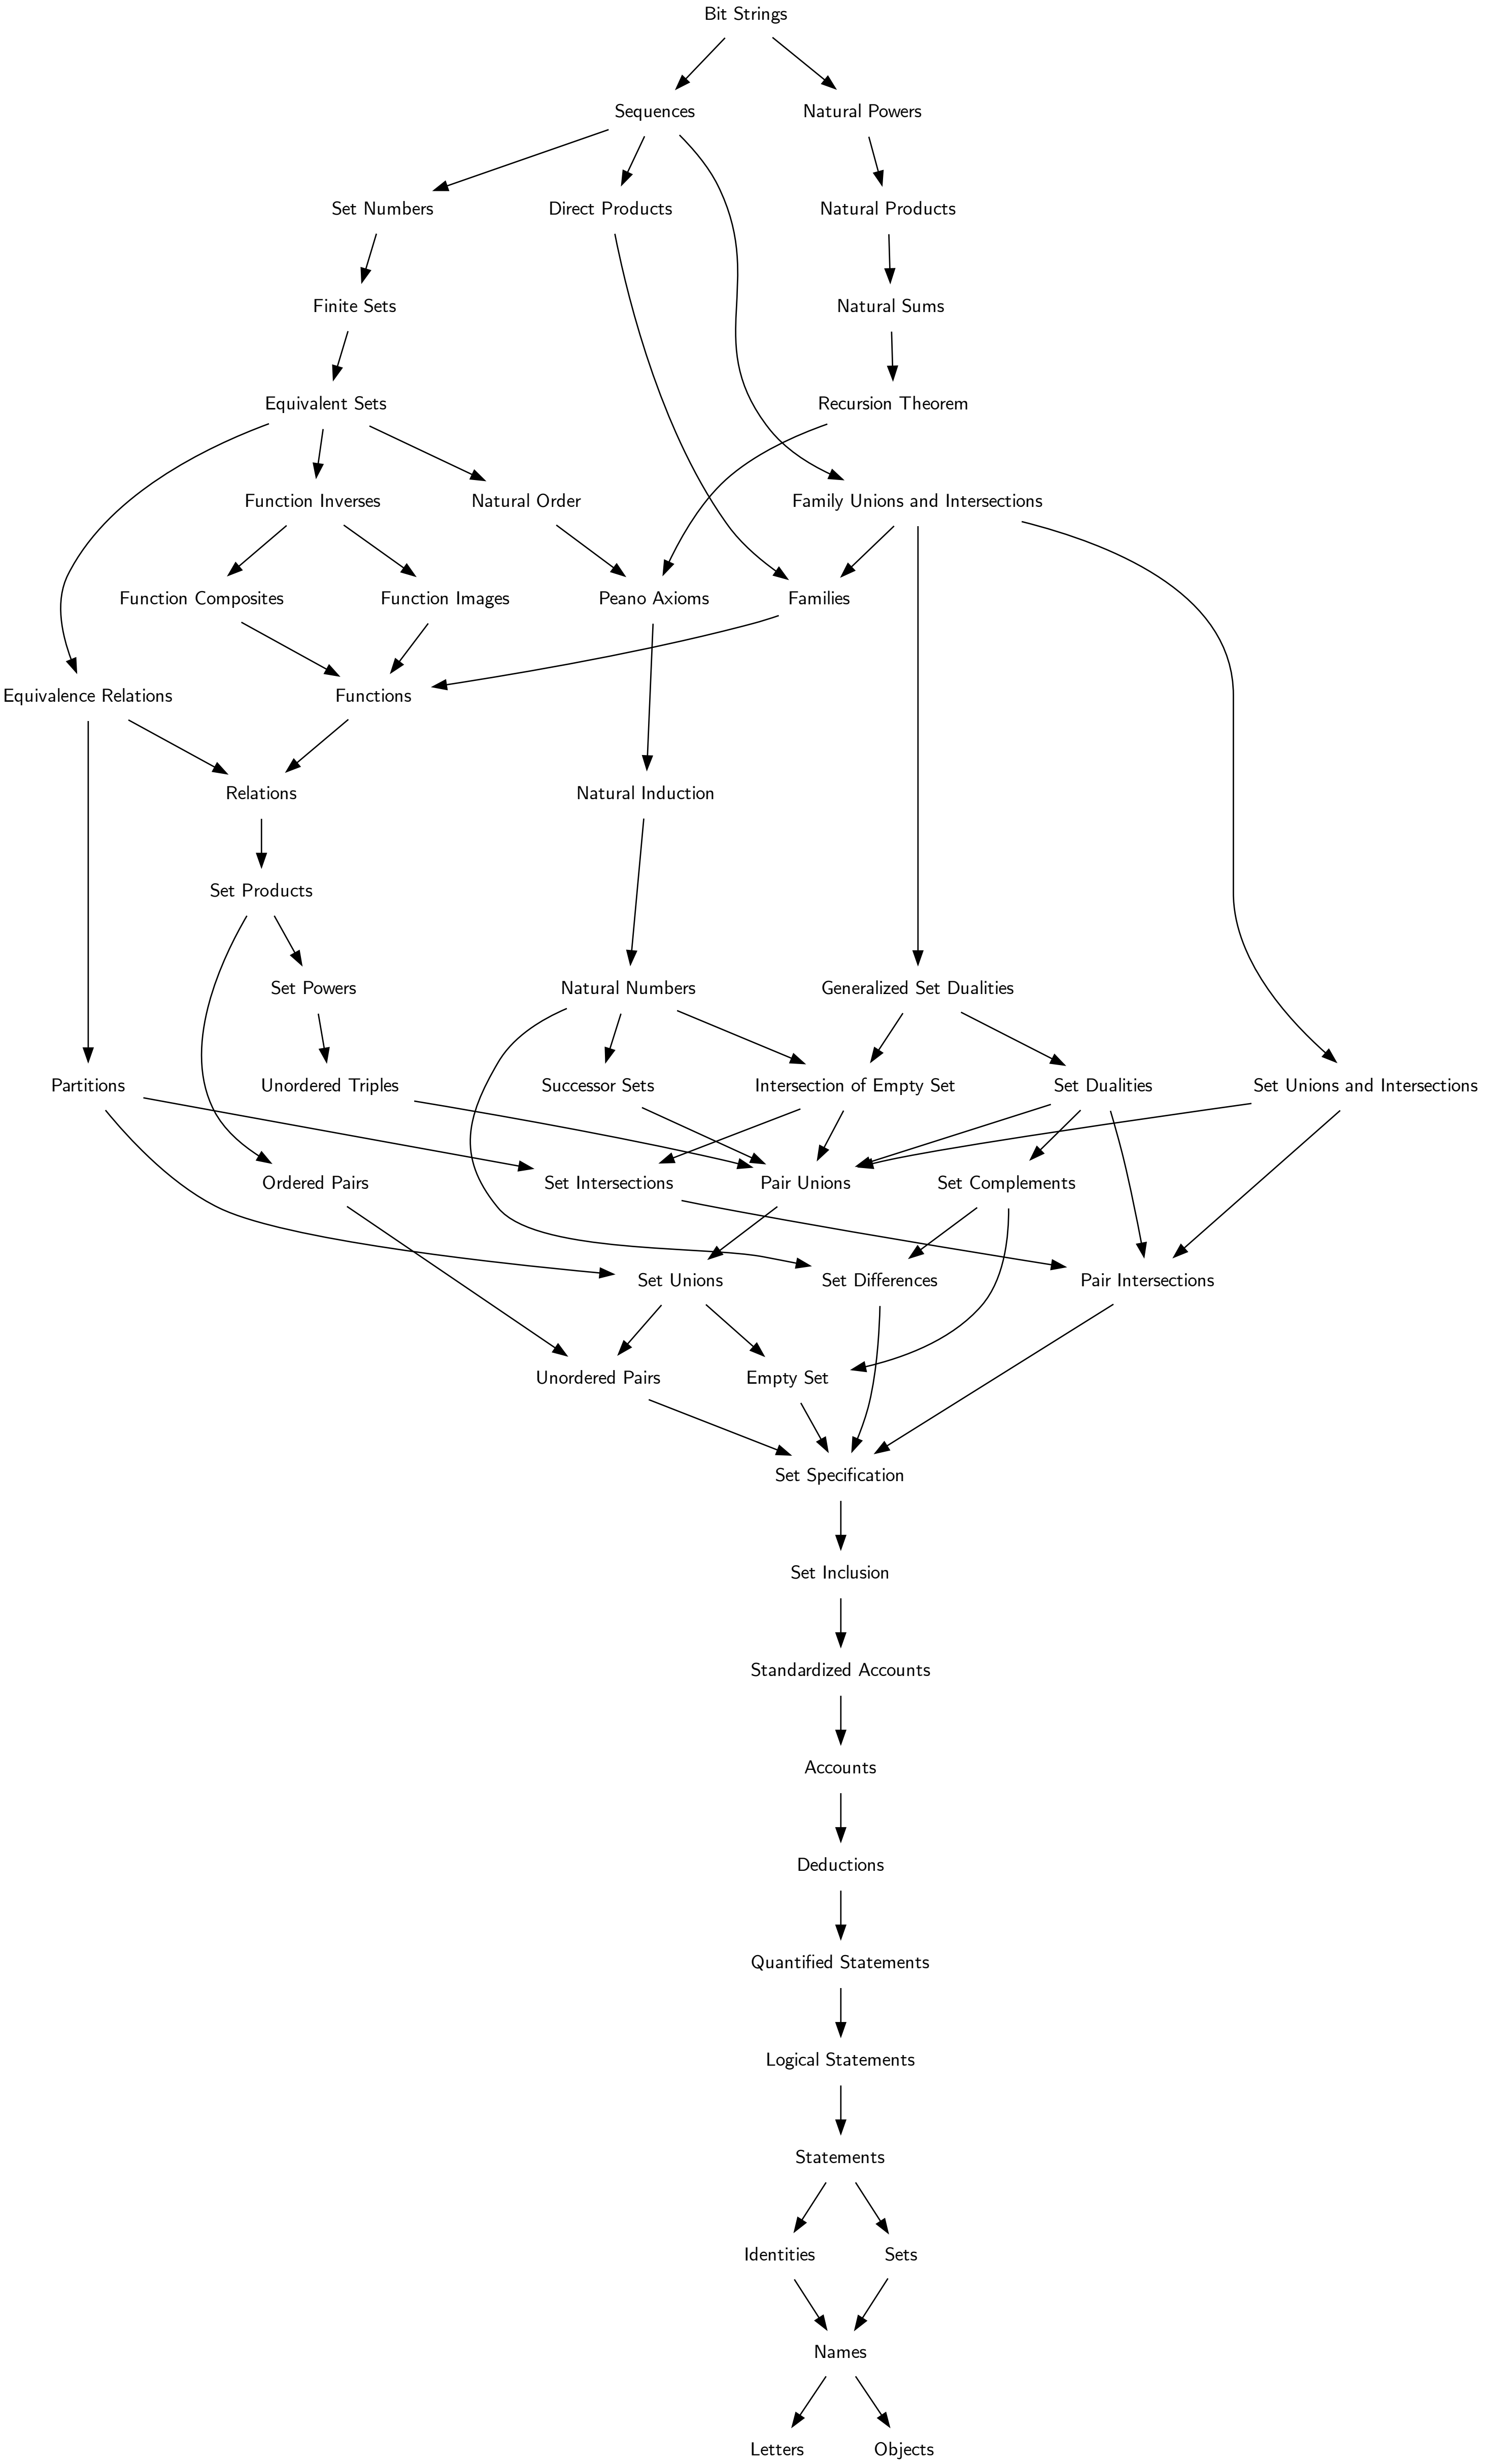 Bit Strings
Sequences
Natural Powers
Set Numbers
Direct Products
Natural Products
Finite Sets
Natural Sums
Equivalent Sets
Recursion Theorem
Function Inverses
Natural Order
Family Unions and Intersections
Function Composites
Function Images
Peano Axioms
Families
Equivalence Relations
Functions
Relations
Natural Induction
Set Products
Set Powers
Natural Numbers
Generalized Set Dualities
Partitions
Unordered Triples
Successor Sets
Intersection of Empty Set
Set Dualities
Set Unions and Intersections
Ordered Pairs
Set Intersections
Pair Unions
Set Complements
Set Unions
Set Differences
Pair Intersections
Unordered Pairs
Empty Set
Set Specification
Set Inclusion
Standardized Accounts
Accounts
Deductions
Quantified Statements
Logical Statements
Statements
Identities
Sets
Names
Letters
Objects